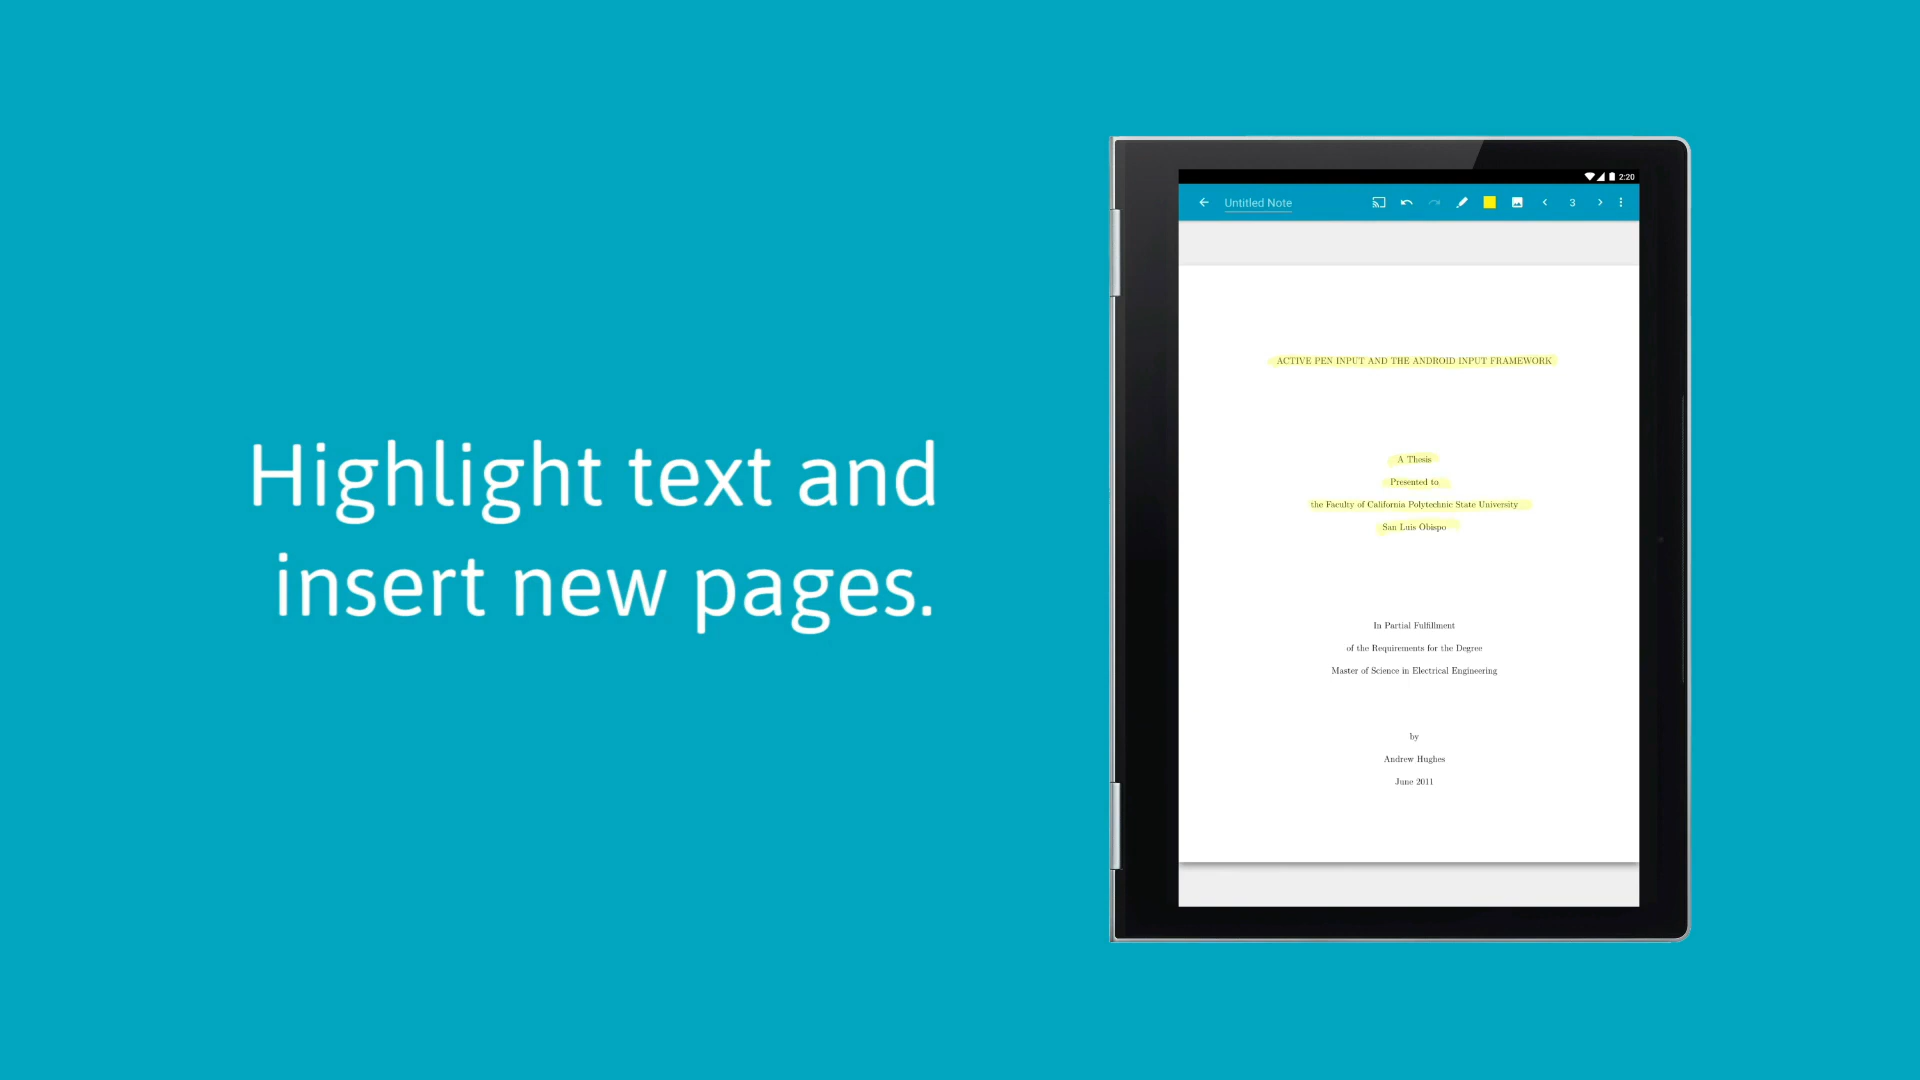 Highlight text and
insert new pages.
2:20
Untitled Note
3
ACTIVE PEN INPUT AND THE ANDROID INPUT FRAMEWORK
A Thesis
Presented to
the Faculty of California Polytechnic State University
San Luis Obispo
In Partial Fulfillment
of the Requirements for the Degree
Master of Science in Electrical Engineering
by
Andrew Hughes
June 2011